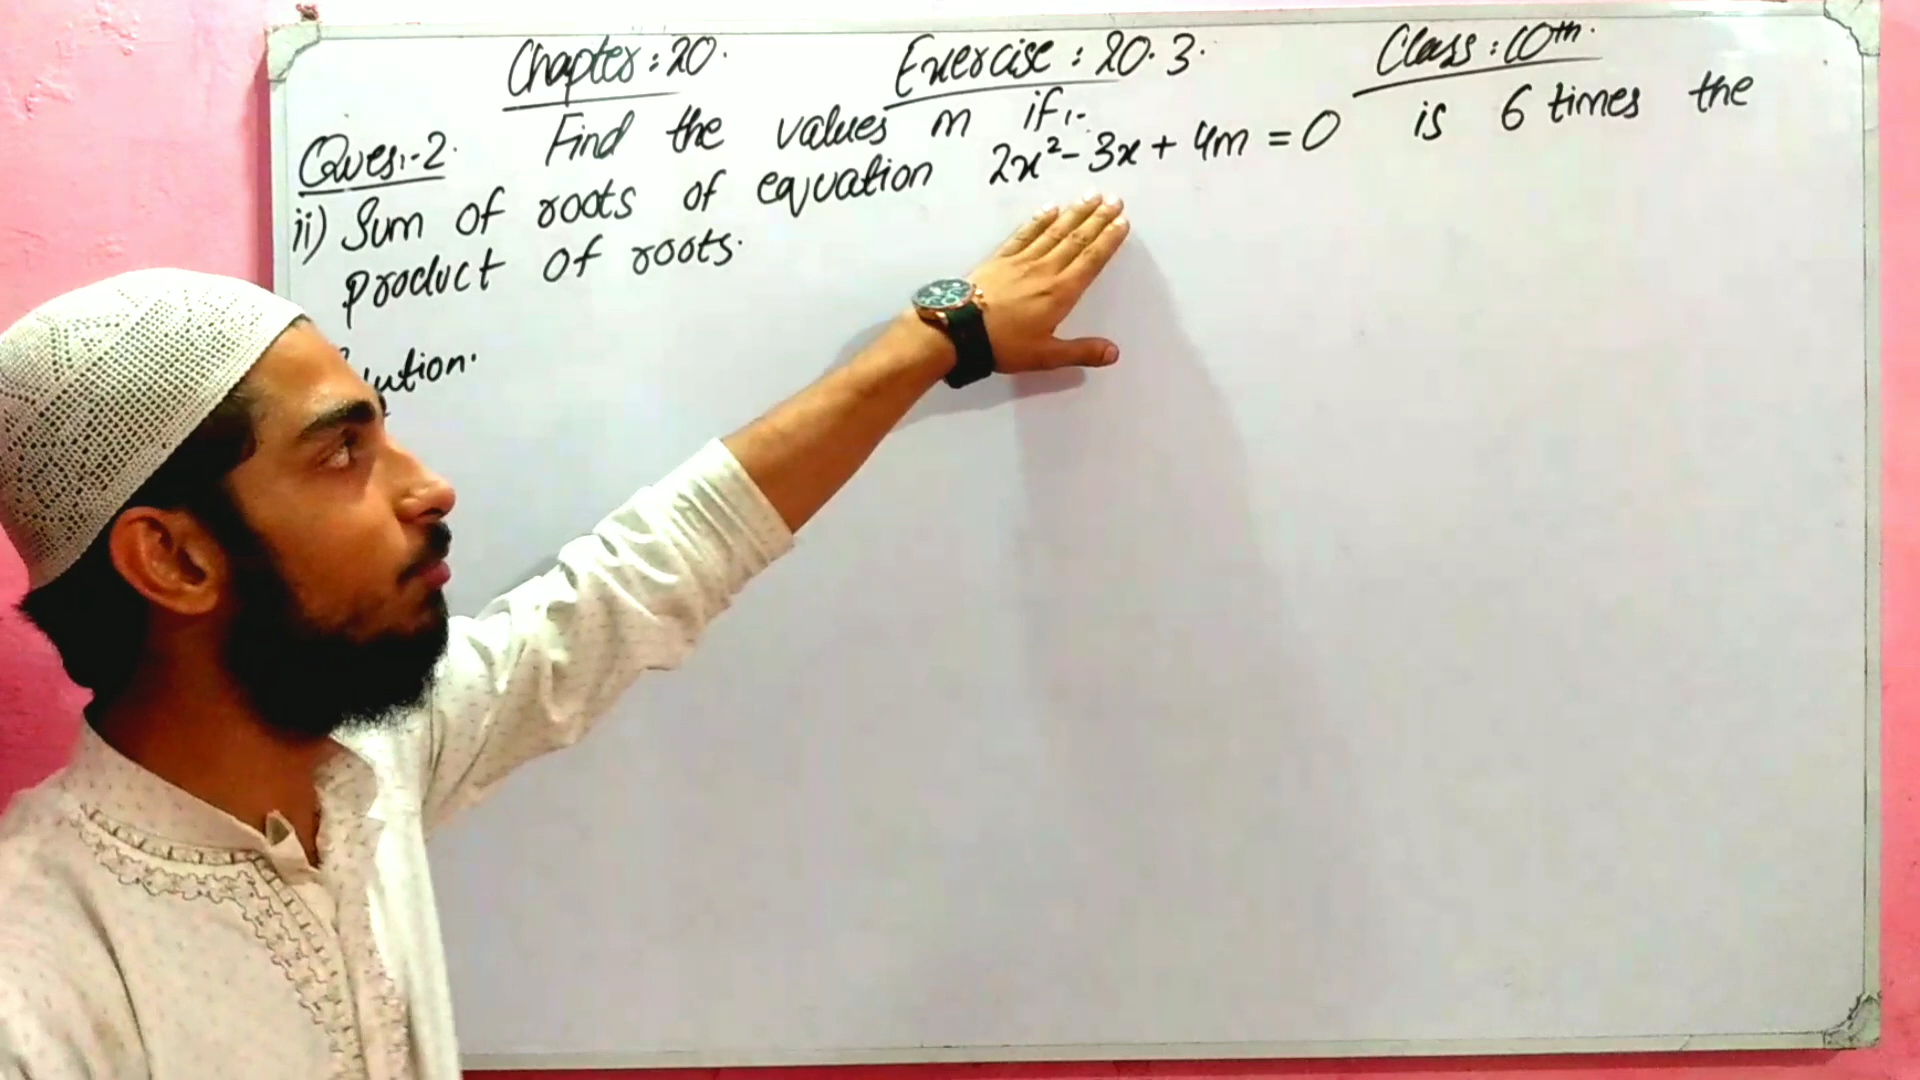 Chapter: 20. Exercise: 20.3. Class: 10th.
Ques:-2. Find the values m if:-
ii) Sum of roots of equation 2x² - 3x + 4m = 0 is 6 times the
product of roots.